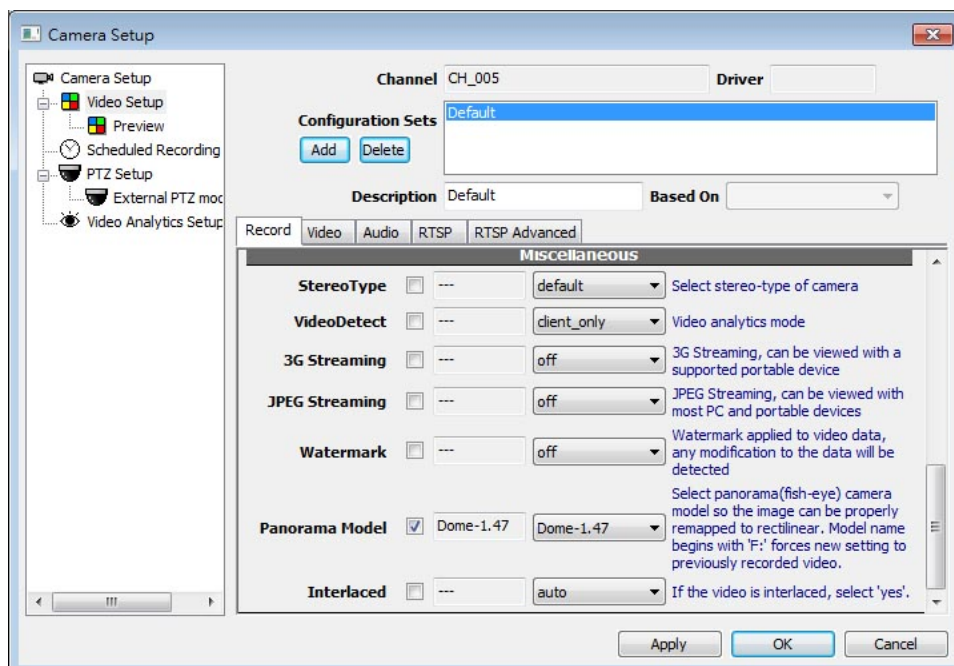 Camera Setup
Camera Setup
Video Setup
Preview
Scheduled Recording
PTZ Setup
External PTZ moc
Video Analytics Setup
Channel CH_005 Driver
Configuration Sets Default
Add Delete
Description Default Based On
Record Video Audio RTSP RTSP Advanced
Miscellaneous
StereoType --- default Select stereo-type of camera
VideoDetect --- client_only Video analytics mode
3G Streaming --- off 3G Streaming, can be viewed with a
supported portable device
JPEG Streaming --- off JPEG Streaming, can be viewed with
most PC and portable devices
Watermark --- off Watermark applied to video data,
any modification to the data will be
detected
Panorama Model Dome-1.47 Dome-1.47 Select panorama(fish-eye) camera
model so the image can be properly
remapped to rectilinear. Model name
begins with 'F:' forces new setting to
previously recorded video.
Interlaced --- auto If the video is interlaced, select 'yes'.
Apply OK Cancel